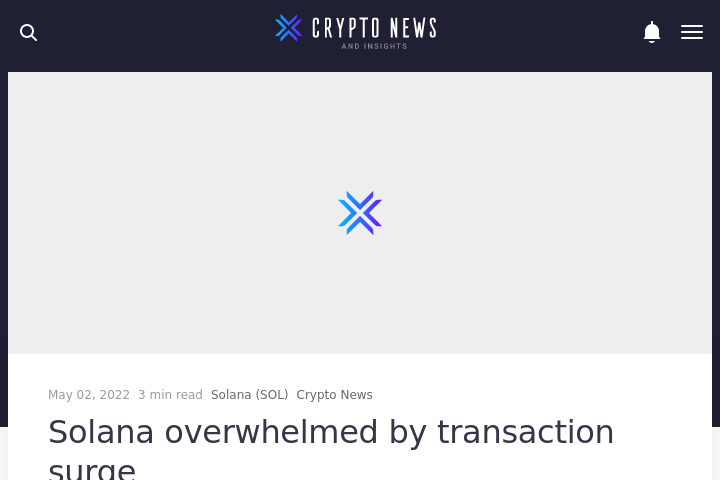 CRYPTO NEWS
AND INSIGHTS
May 02, 2022 3 min read Solana (SOL) Crypto News
Solana overwhelmed by transaction
surge